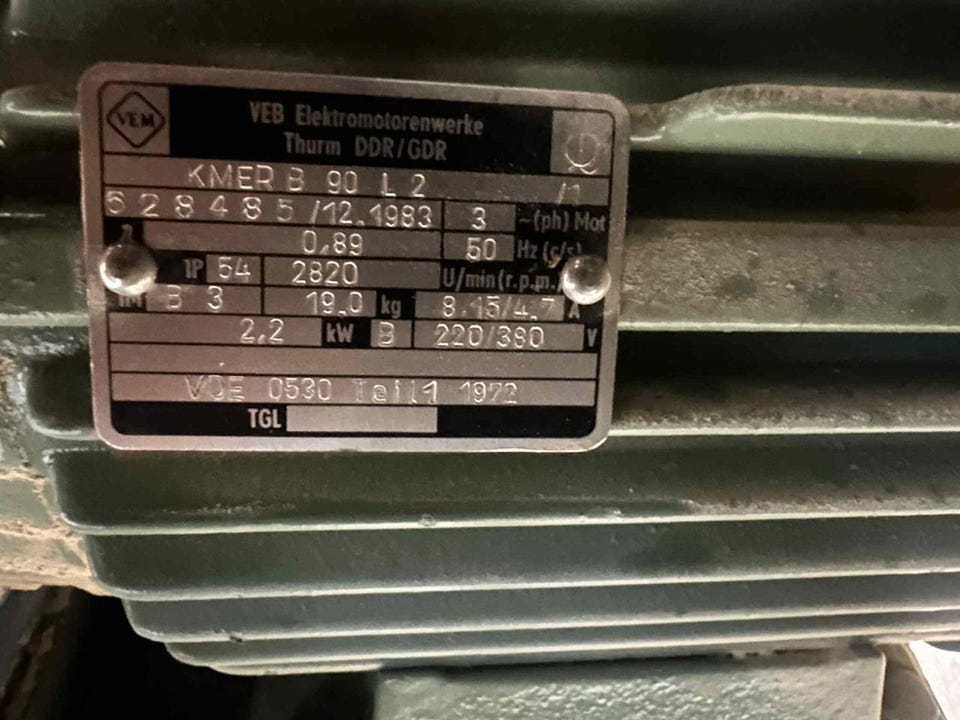 VEM
VEB Elektromotorenwerke
Thurm DDR/GDR
KMER B 90 L 2 /1
628485/12.1983 3 ~(ph) Mot
0,89 50 Hz (c/s)
IP 54 2820 U/min (r.p.m.)
IM B 3 19,0 kg 8.15/4,7 A
2,2 kW B 220/380 V
VDE 0530 Teil1 1972
TGL